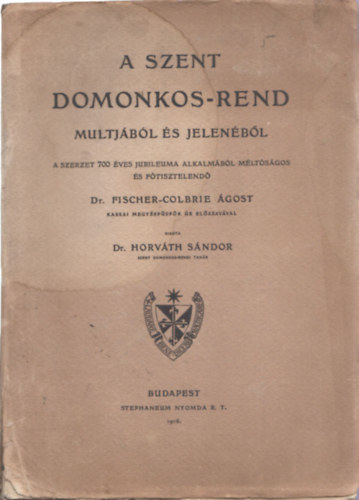 A SZENT
DOMONKOS-REND
MULTJÁBÓL ÉS JELENÉBŐL
A SZERZET 700 ÉVES JUBILEUMA ALKALMÁBÓL MÉLTÓSÁGOS
ÉS FŐTISZTELENDŐ
Dr. FISCHER-COLBRIE ÁGOST
KASSAI MEGYÉSPÜSPÖK ÚR ELŐSZAVÁVAL
Dr. HORVÁTH SÁNDOR
BUDAPEST
STEPHANEUM NYOMDA R. T.
1916.